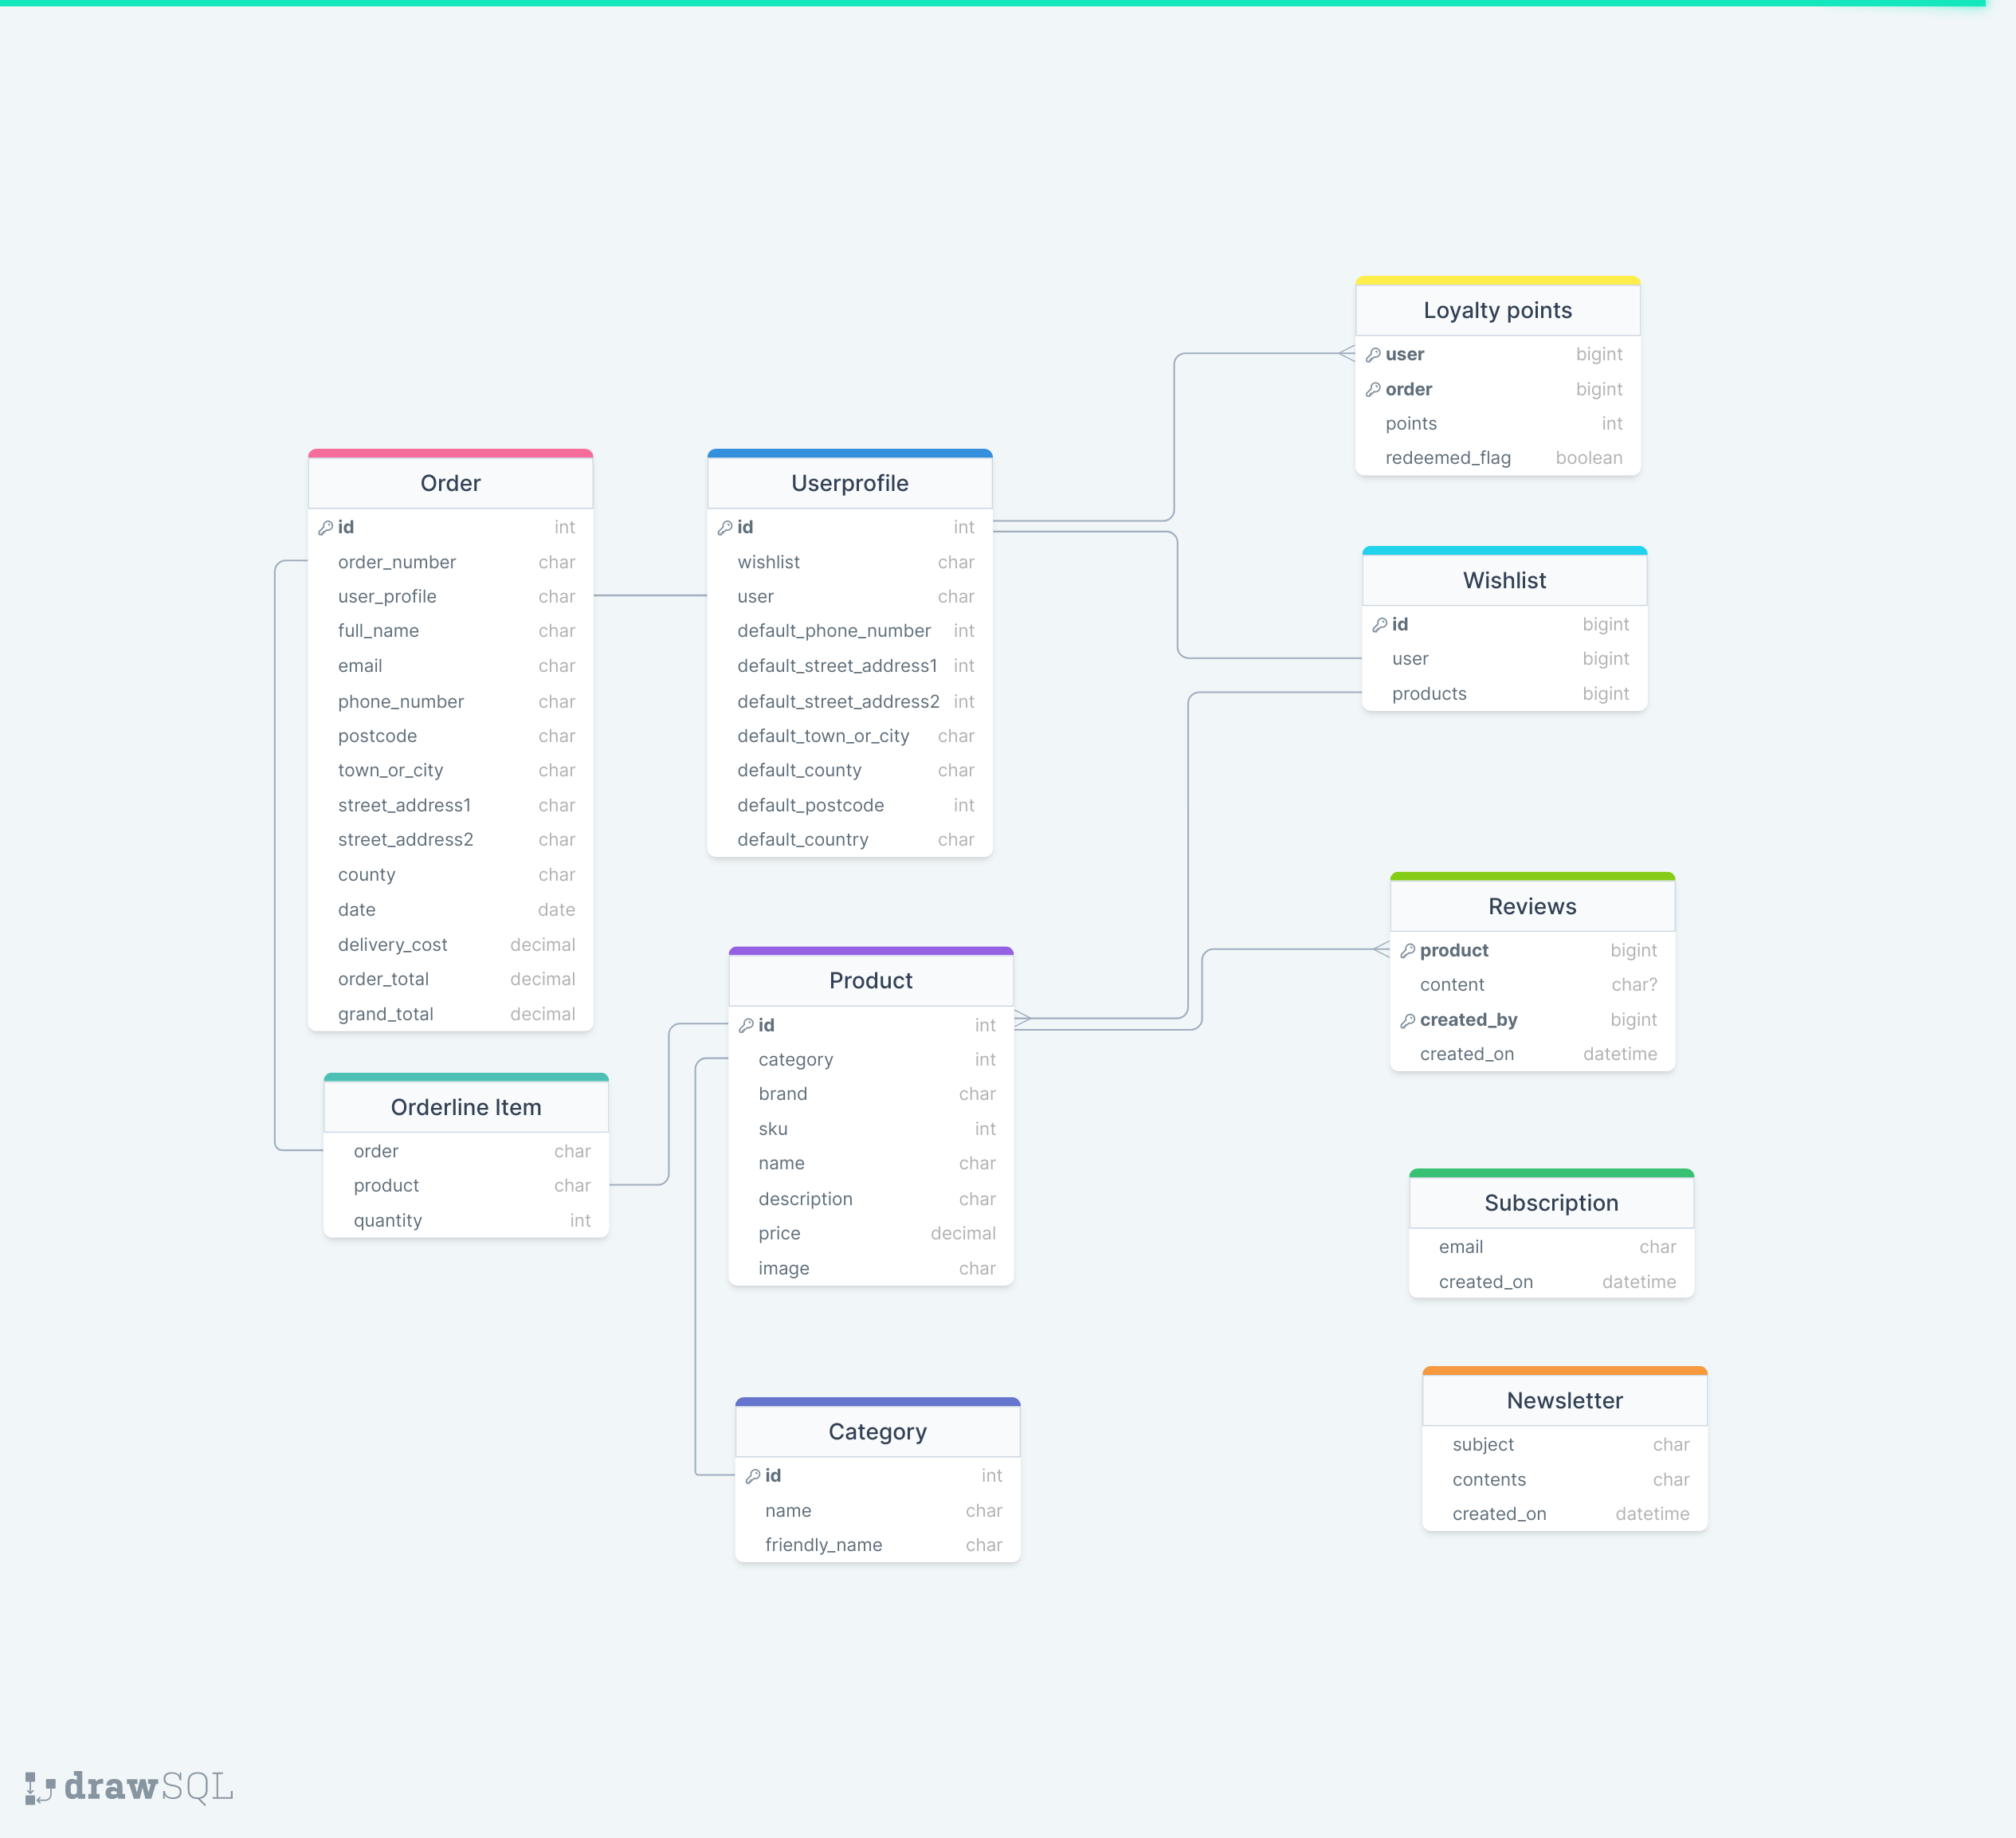 Loyalty points
user bigint
order bigint
points int
redeemed_flag boolean
Order
id int
order_number char
user_profile char
full_name char
email char
phone_number char
postcode char
town_or_city char
street_address1 char
street_address2 char
county char
date date
delivery_cost decimal
order_total decimal
grand_total decimal
Userprofile
id int
wishlist char
user char
default_phone_number int
default_street_address1 int
default_street_address2 int
default_town_or_city char
default_county char
default_postcode int
default_country char
Wishlist
id bigint
user bigint
products bigint
Reviews
product bigint
content char?
created_by bigint
created_on datetime
Product
id int
category int
brand char
sku int
name char
description char
price decimal
image char
Orderline Item
order char
product char
quantity int
Subscription
email char
created_on datetime
Newsletter
subject char
contents char
created_on datetime
Category
id int
name char
friendly_name char
drawSQL